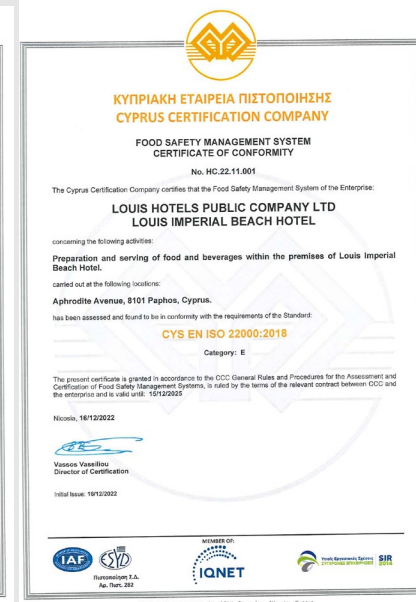 ΚΥΠΡΙΑΚΗ ΕΤΑΙΡΕΙΑ ΠΙΣΤΟΠΟΙΗΣΗΣ
CYPRUS CERTIFICATION COMPANY
FOOD SAFETY MANAGEMENT SYSTEM
CERTIFICATE OF CONFORMITY
No. HC.22.11.001
The Cyprus Certification Company certifies that the Food Safety Management System of the Enterprise:
LOUIS HOTELS PUBLIC COMPANY LTD
LOUIS IMPERIAL BEACH HOTEL
concerning the following activities:
Preparation and serving of food and beverages within the premises of Louis Imperial
Beach Hotel.
carried out at the following locations:
Aphrodite Avenue, 8101 Paphos, Cyprus.
has been assessed and found to be in conformity with the requirements of the Standard:
CYS EN ISO 22000:2018
Category: E
The present certificate is granted in accordance to the CCC General Rules and Procedures for the Assessment and
Certification of Food Safety Management Systems, is ruled by the terms of the relevant contract between CCC and
the enterprise and is valid until: 15/12/2025
Nicosia, 16/12/2022
Vassos Vassiliou
Director of Certification
Initial Issue: 16/12/2022
MEMBER OF:
IAF
ΕΣΥΔ
IQNET
Υγιείς Εργασιακές Σχέσεις
SIR
2014
Πιστοποίηση Σ.Δ.
Αρ. Πιστ. 282